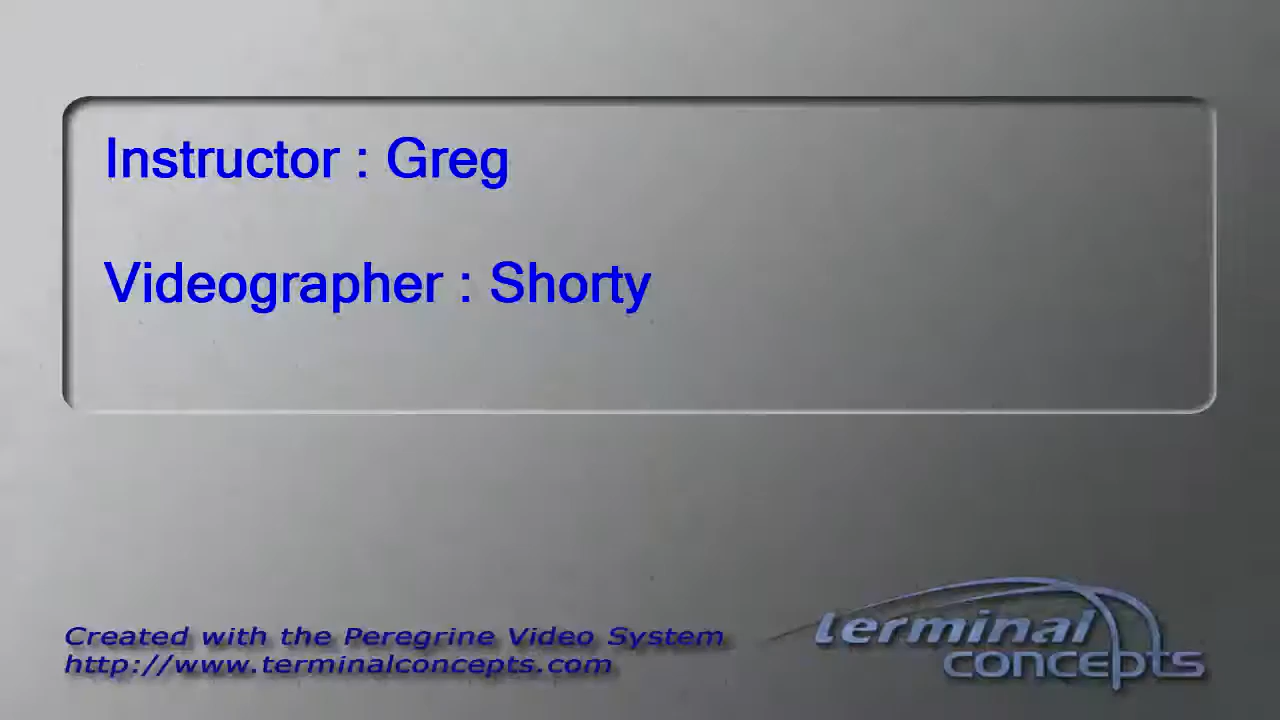 Instructor : Greg
Videographer : Shorty
Created with the Peregrine Video System
http://www.terminalconcepts.com
terminal
concepts